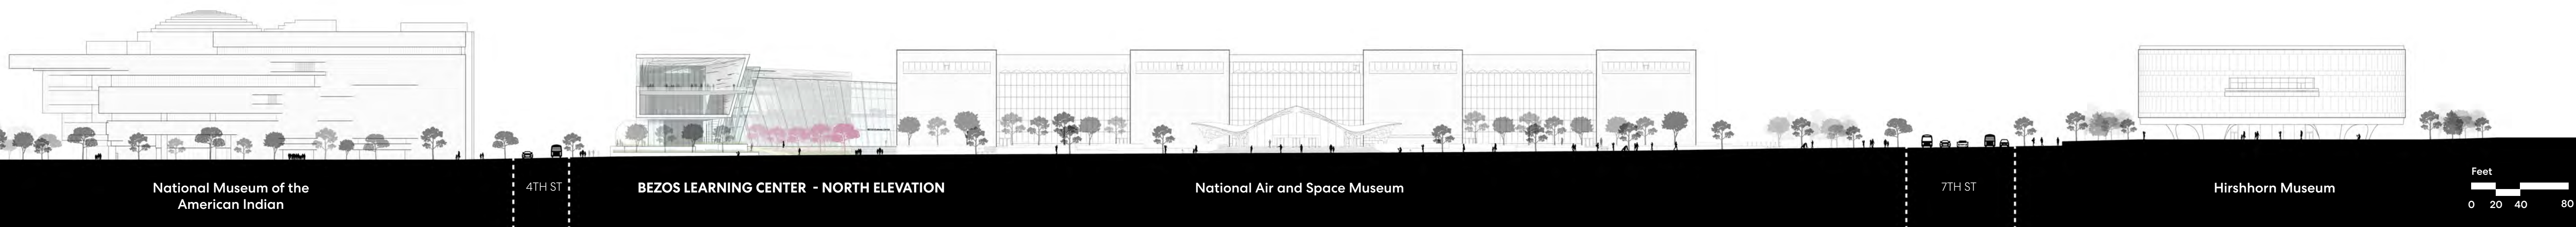 National Museum of the
American Indian
4TH ST
BEZOS LEARNING CENTER - NORTH ELEVATION
National Air and Space Museum
7TH ST
Hirshhorn Museum
Feet
0 20 40 80